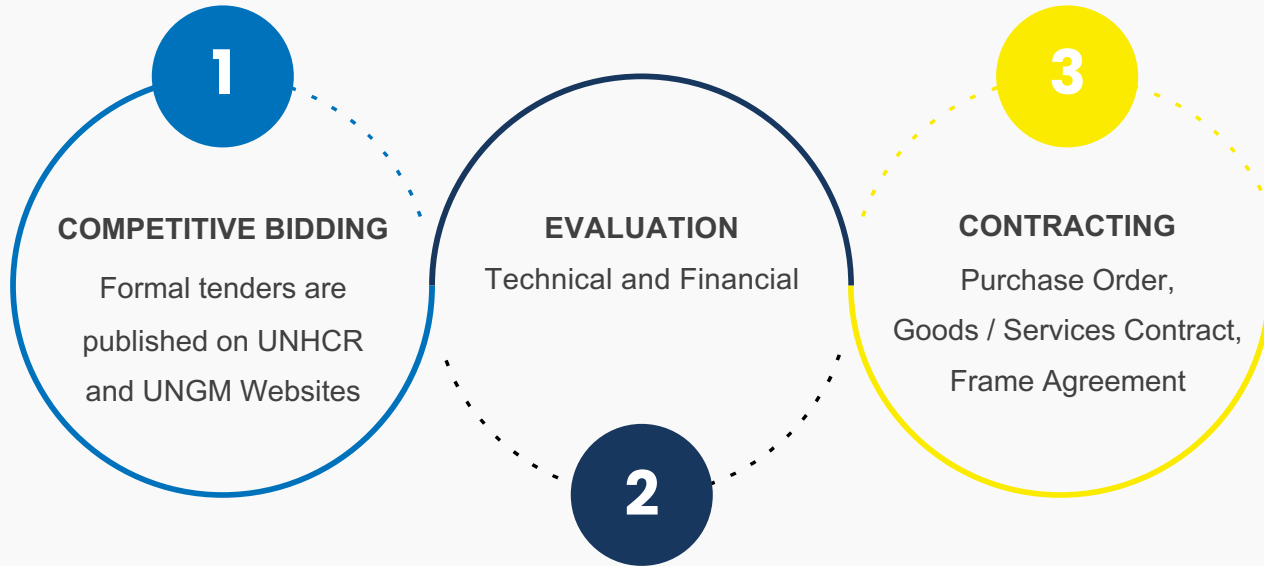 1
COMPETITIVE BIDDING
Formal tenders are
published on UNHCR
and UNGM Websites
EVALUATION
Technical and Financial
2
3
CONTRACTING
Purchase Order,
Goods / Services Contract,
Frame Agreement